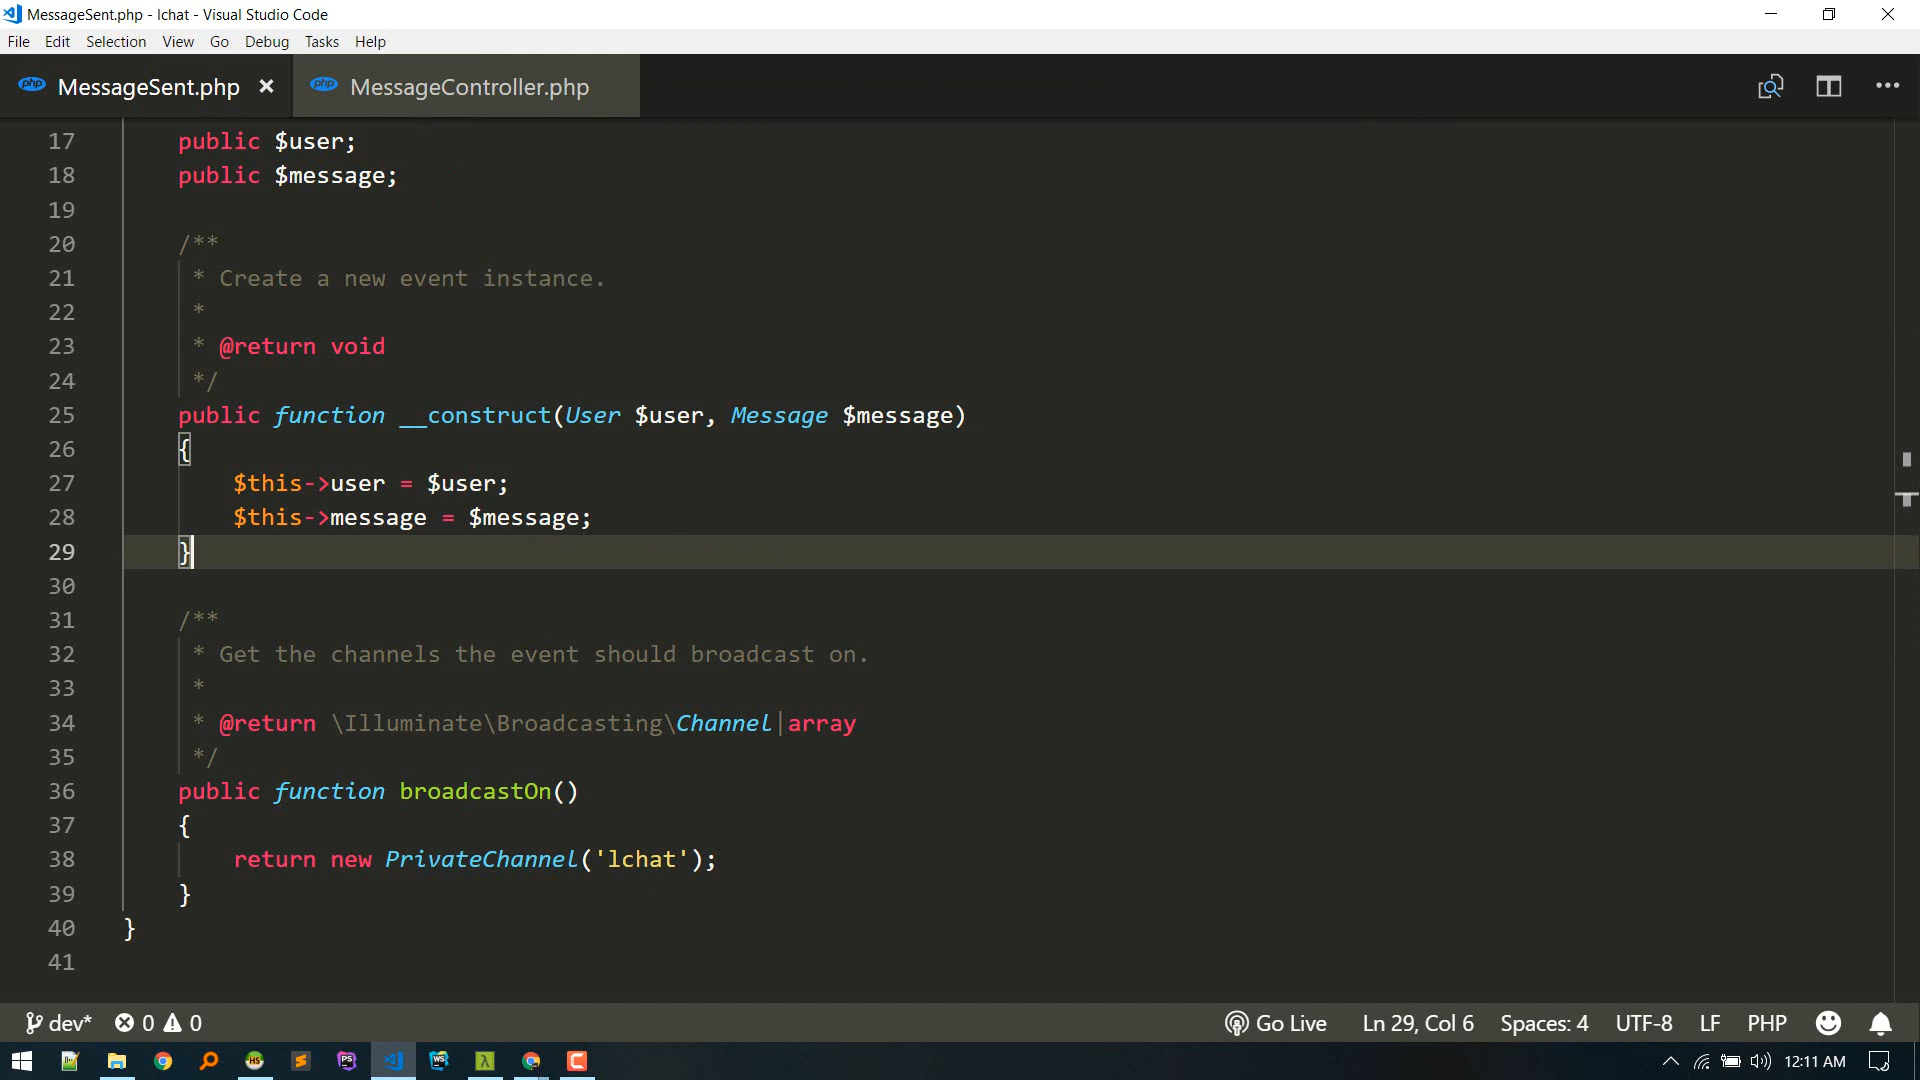 MessageSent.php - lchat - Visual Studio Code
File Edit Selection View Go Debug Tasks Help
php MessageSent.php × php MessageController.php
17 public $user;
18 public $message;
19
20 /**
21 * Create a new event instance.
22 *
23 * @return void
24 */
25 public function __construct(User $user, Message $message)
26 {
27 $this->user = $user;
28 $this->message = $message;
29 }
30
31 /**
32 * Get the channels the event should broadcast on.
33 *
34 * @return \Illuminate\Broadcasting\Channel|array
35 */
36 public function broadcastOn()
37 {
38 return new PrivateChannel('lchat');
39 }
40 }
41
dev* 0 0 Go Live Ln 29, Col 6 Spaces: 4 UTF-8 LF PHP
HS S PS WS λ C 12:11 AM